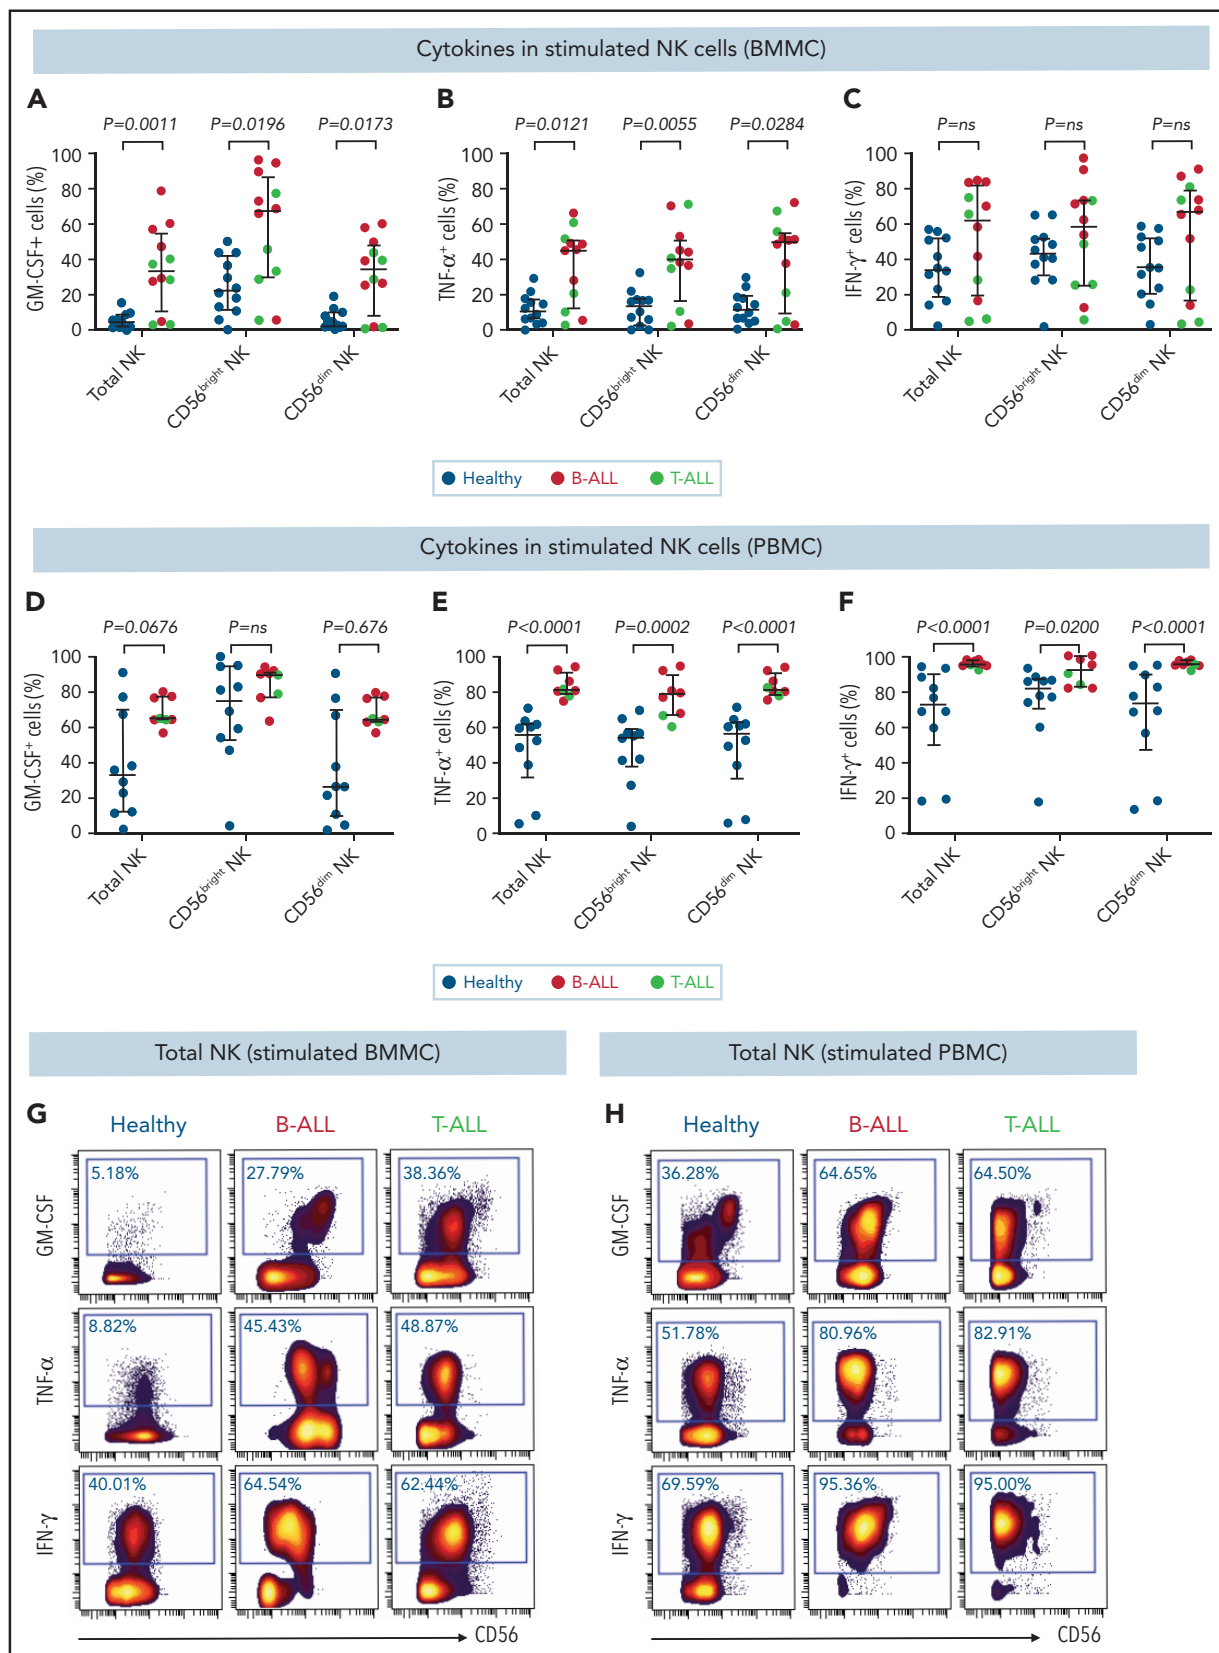 Cytokines in stimulated NK cells (BMMC)
A
B
C
P=0.0011 P=0.0196 P=0.0173
P=0.0121 P=0.0055 P=0.0284
P=ns P=ns P=ns
GM-CSF+ cells (%)
100
80
60
40
20
0
Total NK
CD56bright NK
CD56dim NK
TNF-α+ cells (%)
100
80
60
40
20
0
Total NK
CD56bright NK
CD56dim NK
IFN-γ+ cells (%)
100
80
60
40
20
0
Total NK
CD56bright NK
CD56dim NK
Healthy B-ALL T-ALL
Cytokines in stimulated NK cells (PBMC)
D
E
F
P=0.0676 P=ns P=0.676
P<0.0001 P=0.0002 P<0.0001
P<0.0001 P=0.0200 P<0.0001
GM-CSF+ cells (%)
100
80
60
40
20
0
Total NK
CD56bright NK
CD56dim NK
TNF-α+ cells (%)
100
80
60
40
20
0
Total NK
CD56bright NK
CD56dim NK
IFN-γ+ cells (%)
100
80
60
40
20
0
Total NK
CD56bright NK
CD56dim NK
Healthy B-ALL T-ALL
Total NK (stimulated BMMC)
G
Healthy B-ALL T-ALL
GM-CSF
5.18% 27.79% 38.36%
TNF-α
8.82% 45.43% 48.87%
IFN-γ
40.01% 64.54% 62.44%
CD56
Total NK (stimulated PBMC)
H
Healthy B-ALL T-ALL
GM-CSF
36.28% 64.65% 64.50%
TNF-α
51.78% 80.96% 82.91%
IFN-γ
69.59% 95.36% 95.00%
CD56